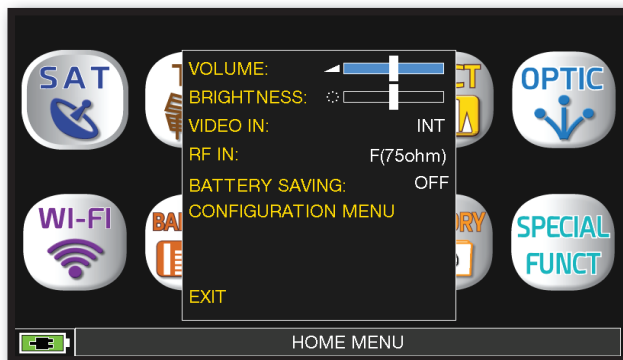 SAT
OPTIC
VOLUME:
BRIGHTNESS:
VIDEO IN: INT
RF IN: F(75ohm)
BATTERY SAVING: OFF
CONFIGURATION MENU
EXIT
WI-FI
SPECIAL
FUNCT
HOME MENU